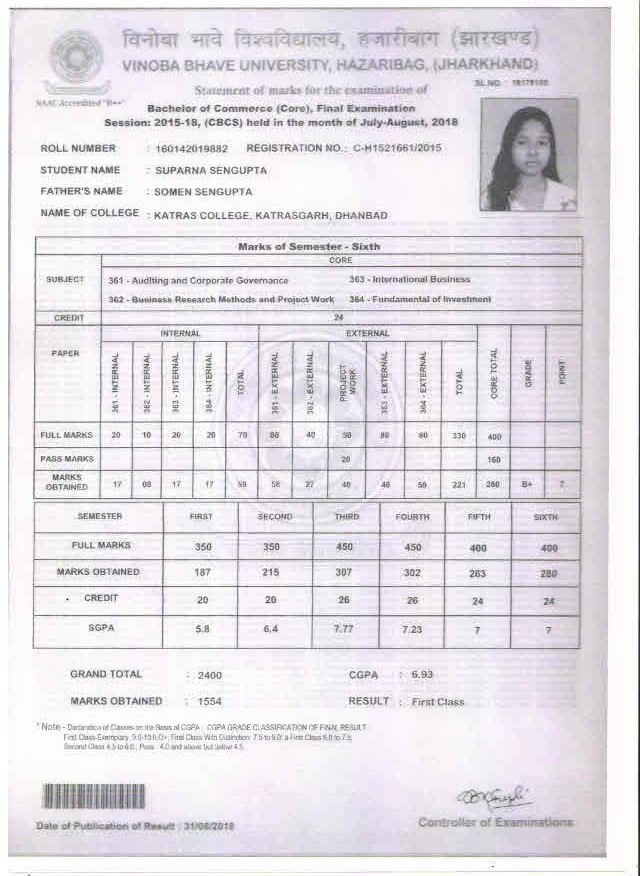 विनोबा भावे विश्वविद्यालय, हजारीबाग (झारखण्ड)
VINOBA BHAVE UNIVERSITY, HAZARIBAG, (JHARKHAND)
Statement of marks for the examination of
SL.NO. :
NAAC Accredited "B++"
Bachelor of Commerce (Core), Final Examination
Session: 2015-18, (CBCS) held in the month of July-August, 2018
ROLL NUMBER : 160142019882 REGISTRATION NO.: C-H1521661/2015
STUDENT NAME : SUPARNA SENGUPTA
FATHER'S NAME : SOMEN SENGUPTA
NAME OF COLLEGE : KATRAS COLLEGE, KATRASGARH, DHANBAD
Marks of Semester - Sixth
CORE
SUBJECT
361 - Auditing and Corporate Governance 363 - International Business
362 - Business Research Methods and Project Work 364 - Fundamental of Investment
CREDIT 24
INTERNAL EXTERNAL
PAPER 361 - INTERNAL 362 - INTERNAL 363 - INTERNAL 364 - INTERNAL TOTAL 361 - EXTERNAL 362 - EXTERNAL PROJECT WORK 363 - EXTERNAL 364 - EXTERNAL TOTAL CORE TOTAL GRADE POINT
FULL MARKS 20 10 20 20 70 80 40 50 80 80 330 400
PASS MARKS 20 160
MARKS OBTAINED 17 08 17 17 59 58 27 40 46 50 221 280 B+ 7
SEMESTER FIRST SECOND THIRD FOURTH FIFTH SIXTH
FULL MARKS 350 350 450 450 400 400
MARKS OBTAINED 187 215 307 302 263 280
CREDIT 20 20 26 26 24 24
SGPA 5.8 6.4 7.77 7.23 7 7
GRAND TOTAL : 2400 CGPA : 6.93
MARKS OBTAINED : 1554 RESULT : First Class
* Note - Declaration of Classes on the Basis of CGPA : CGPA GRADE CLASSIFICATION OF FINAL RESULT
First Class Exemplary 9.0-10.0,O+, First Class With Distinction 7.5 to 9.0: a First Class 6.0 to 7.5,
Second Class 4.5 to 6.0,: Pass : 4.0 and above but below 4.5.
Date of Publication of Result : 31/08/2018
Controller of Examinations